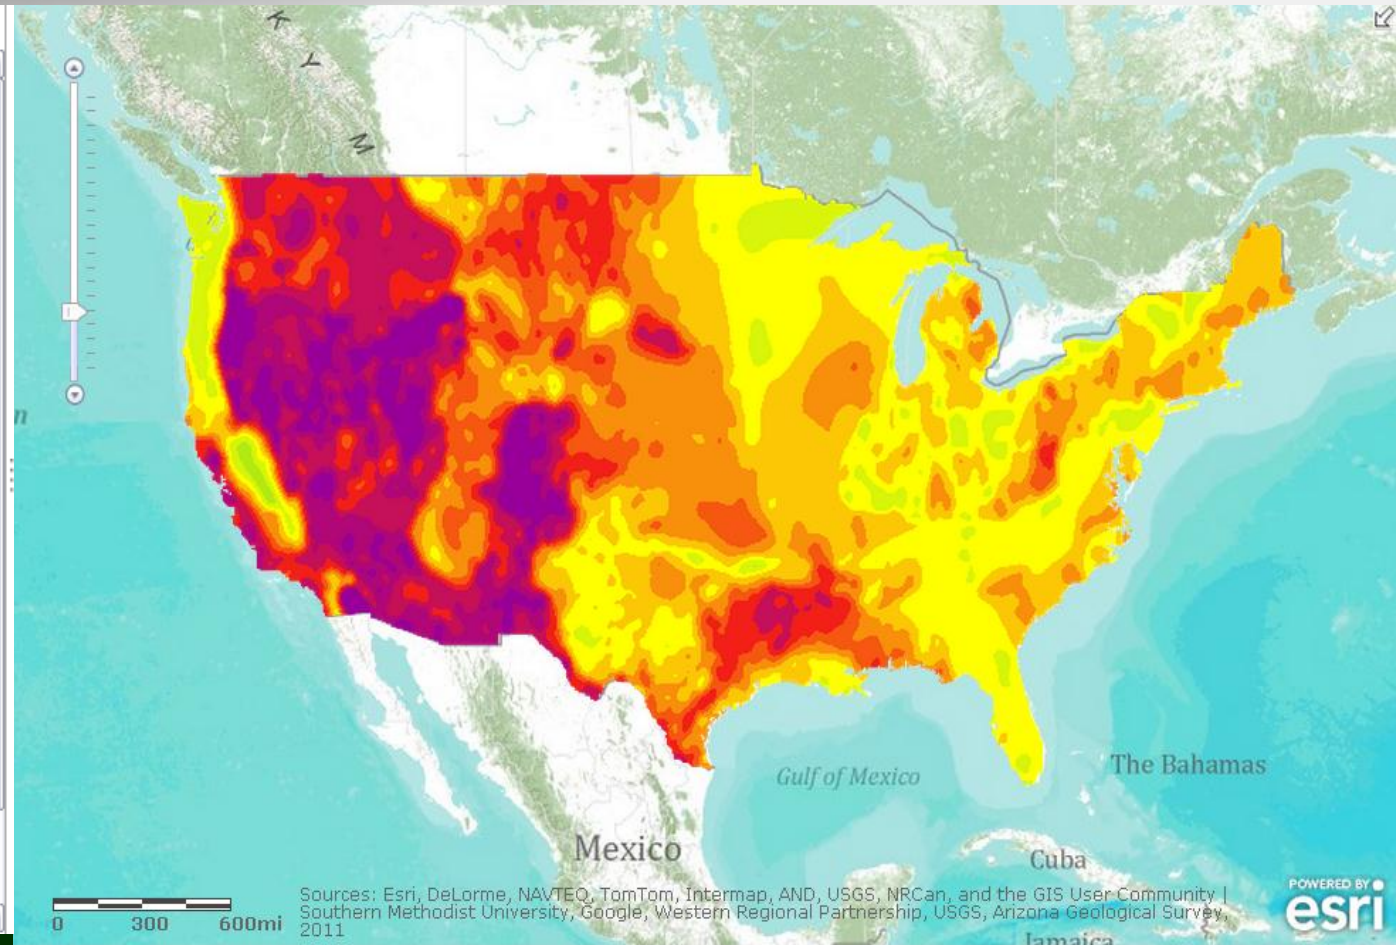 K
Y
M
n
Gulf of Mexico
The Bahamas
Mexico
Cuba
Sources: Esri, DeLorme, NAVTEQ, TomTom, Intermap, AND, USGS, NRCan, and the GIS User Community |
Southern Methodist University, Google, Western Regional Partnership, USGS, Arizona Geological Survey,
2011
0 300 600mi
POWERED BY
esri
Jamaica